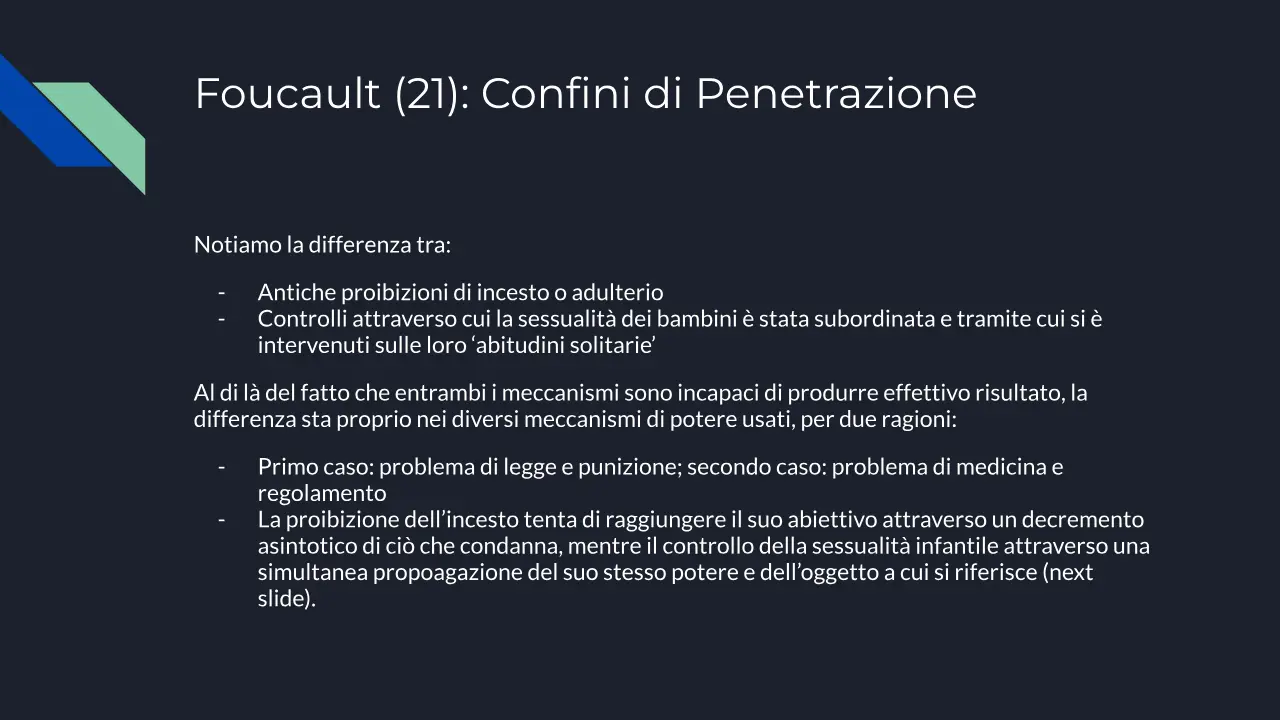 Foucault (21): Confini di Penetrazione
Notiamo la differenza tra:
- Antiche proibizioni di incesto o adulterio
- Controlli attraverso cui la sessualità dei bambini è stata subordinata e tramite cui si è
intervenuti sulle loro ‘abitudini solitarie’
Al di là del fatto che entrambi i meccanismi sono incapaci di produrre effettivo risultato, la
differenza sta proprio nei diversi meccanismi di potere usati, per due ragioni:
- Primo caso: problema di legge e punizione; secondo caso: problema di medicina e
regolamento
- La proibizione dell’incesto tenta di raggiungere il suo abiettivo attraverso un decremento
asintotico di ciò che condanna, mentre il controllo della sessualità infantile attraverso una
simultanea propoagazione del suo stesso potere e dell’oggetto a cui si riferisce (next
slide).